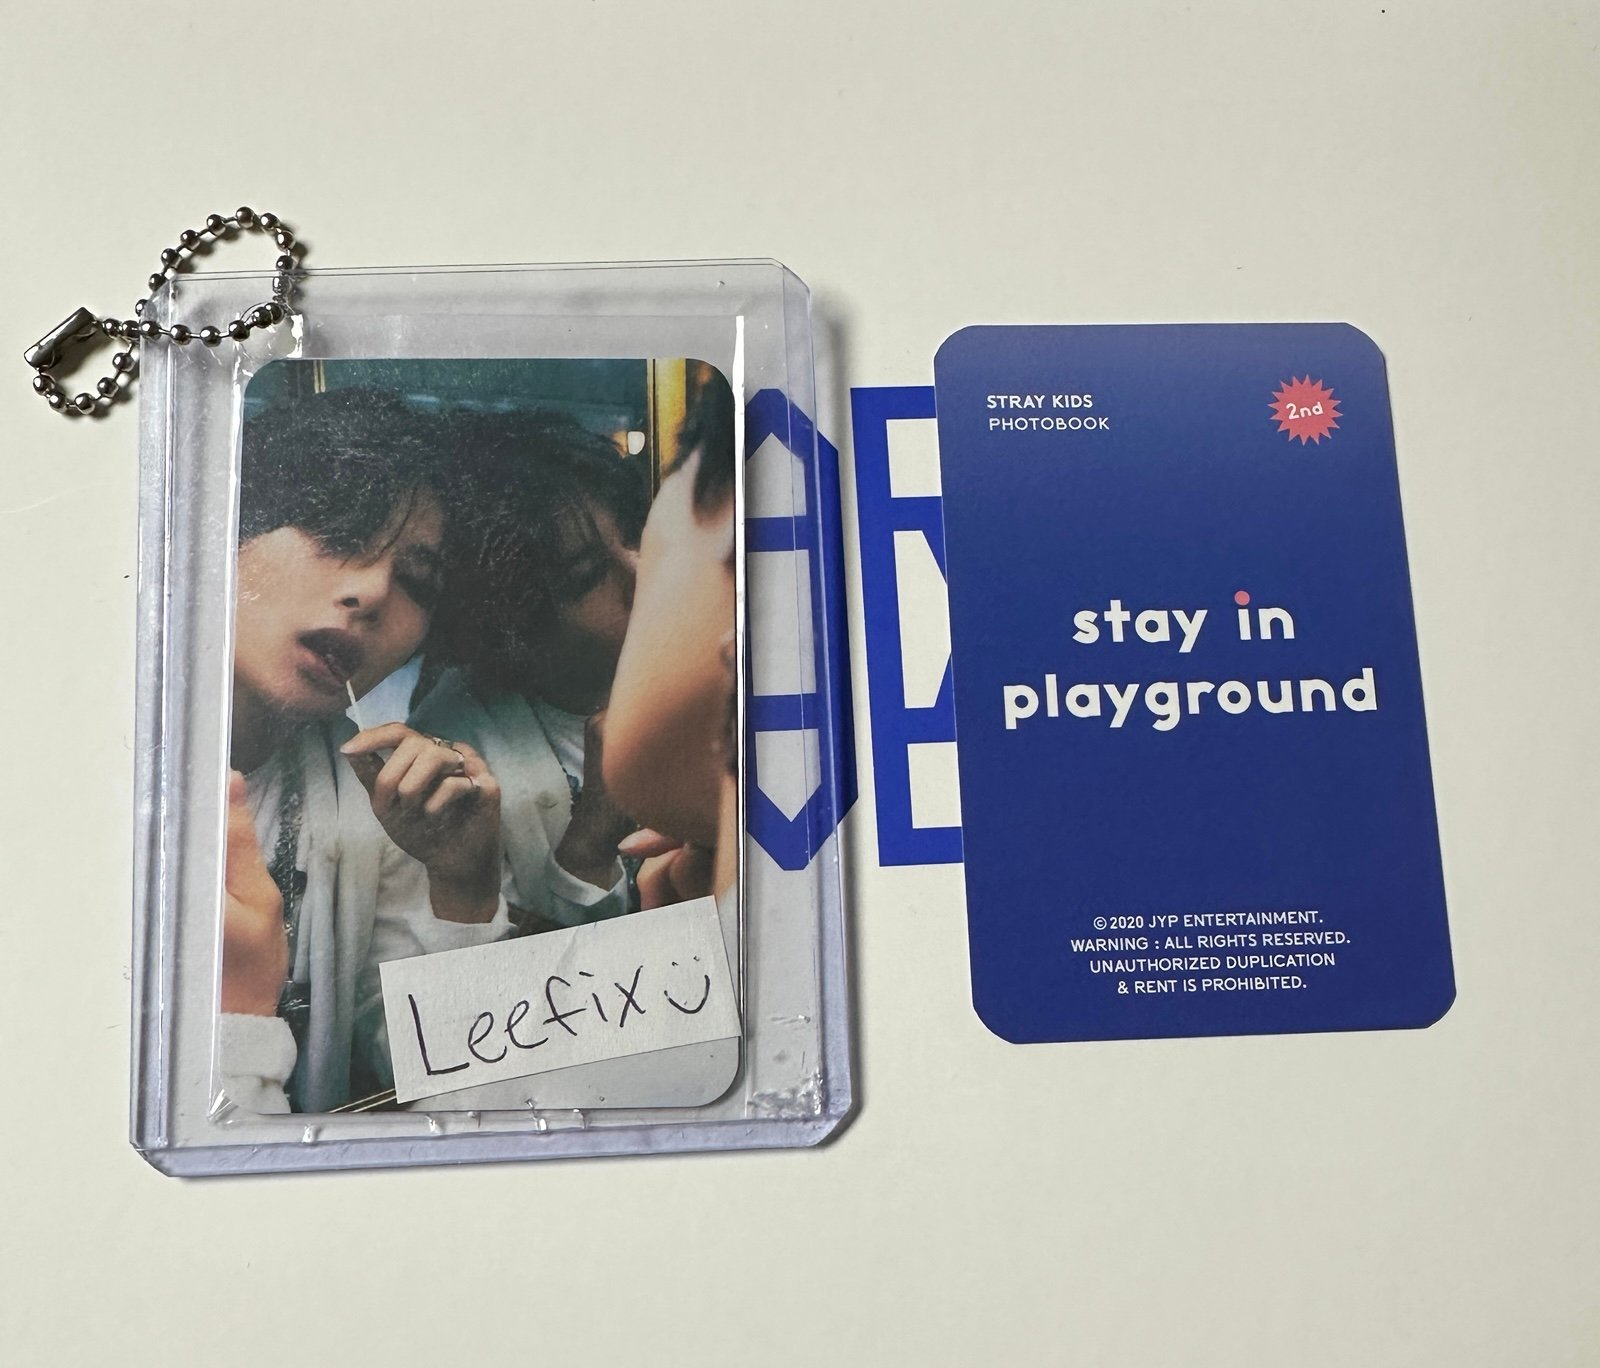 Leefix
STRAY KIDS
PHOTOBOOK
2nd
stay in
playground
© 2020 JYP ENTERTAINMENT.
WARNING : ALL RIGHTS RESERVED.
UNAUTHORIZED DUPLICATION
& RENT IS PROHIBITED.